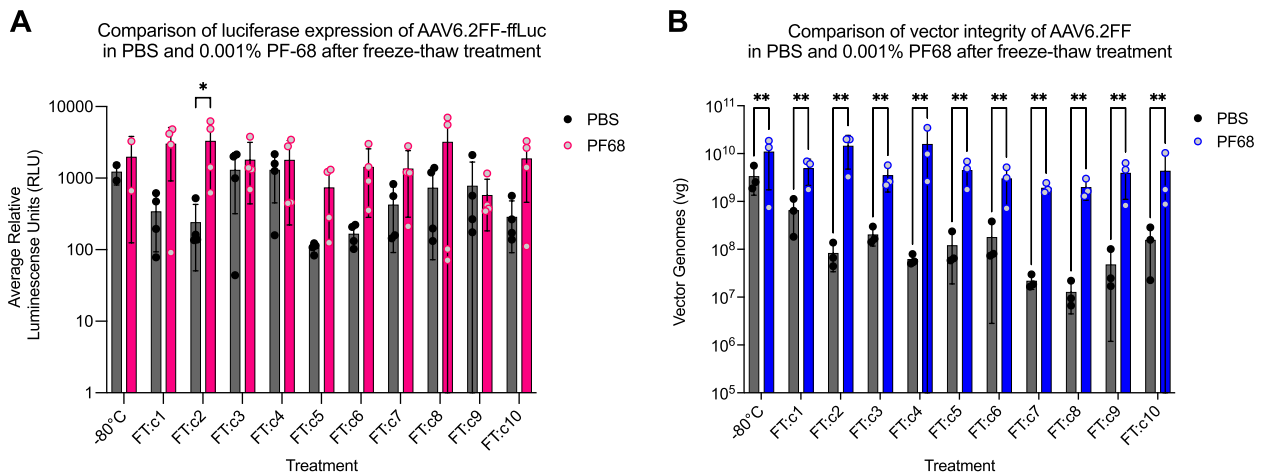 A
Comparison of luciferase expression of AAV6.2FF-ffLuc
in PBS and 0.001% PF-68 after freeze-thaw treatment
*
10000
1000
100
10
1
Average Relative
Luminescense Units (RLU)
PBS
PF68
-80°C
FT:c1
FT:c2
FT:c3
FT:c4
FT:c5
FT:c6
FT:c7
FT:c8
FT:c9
FT:c10
Treatment
B
Comparison of vector integrity of AAV6.2FF
in PBS and 0.001% PF68 after freeze-thaw treatment
** ** ** ** ** ** ** ** ** ** **
10¹¹
10¹⁰
10⁹
10⁸
10⁷
10⁶
10⁵
Vector Genomes (vg)
PBS
PF68
-80°C
FT:c1
FT:c2
FT:c3
FT:c4
FT:c5
FT:c6
FT:c7
FT:c8
FT:c9
FT:c10
Treatment